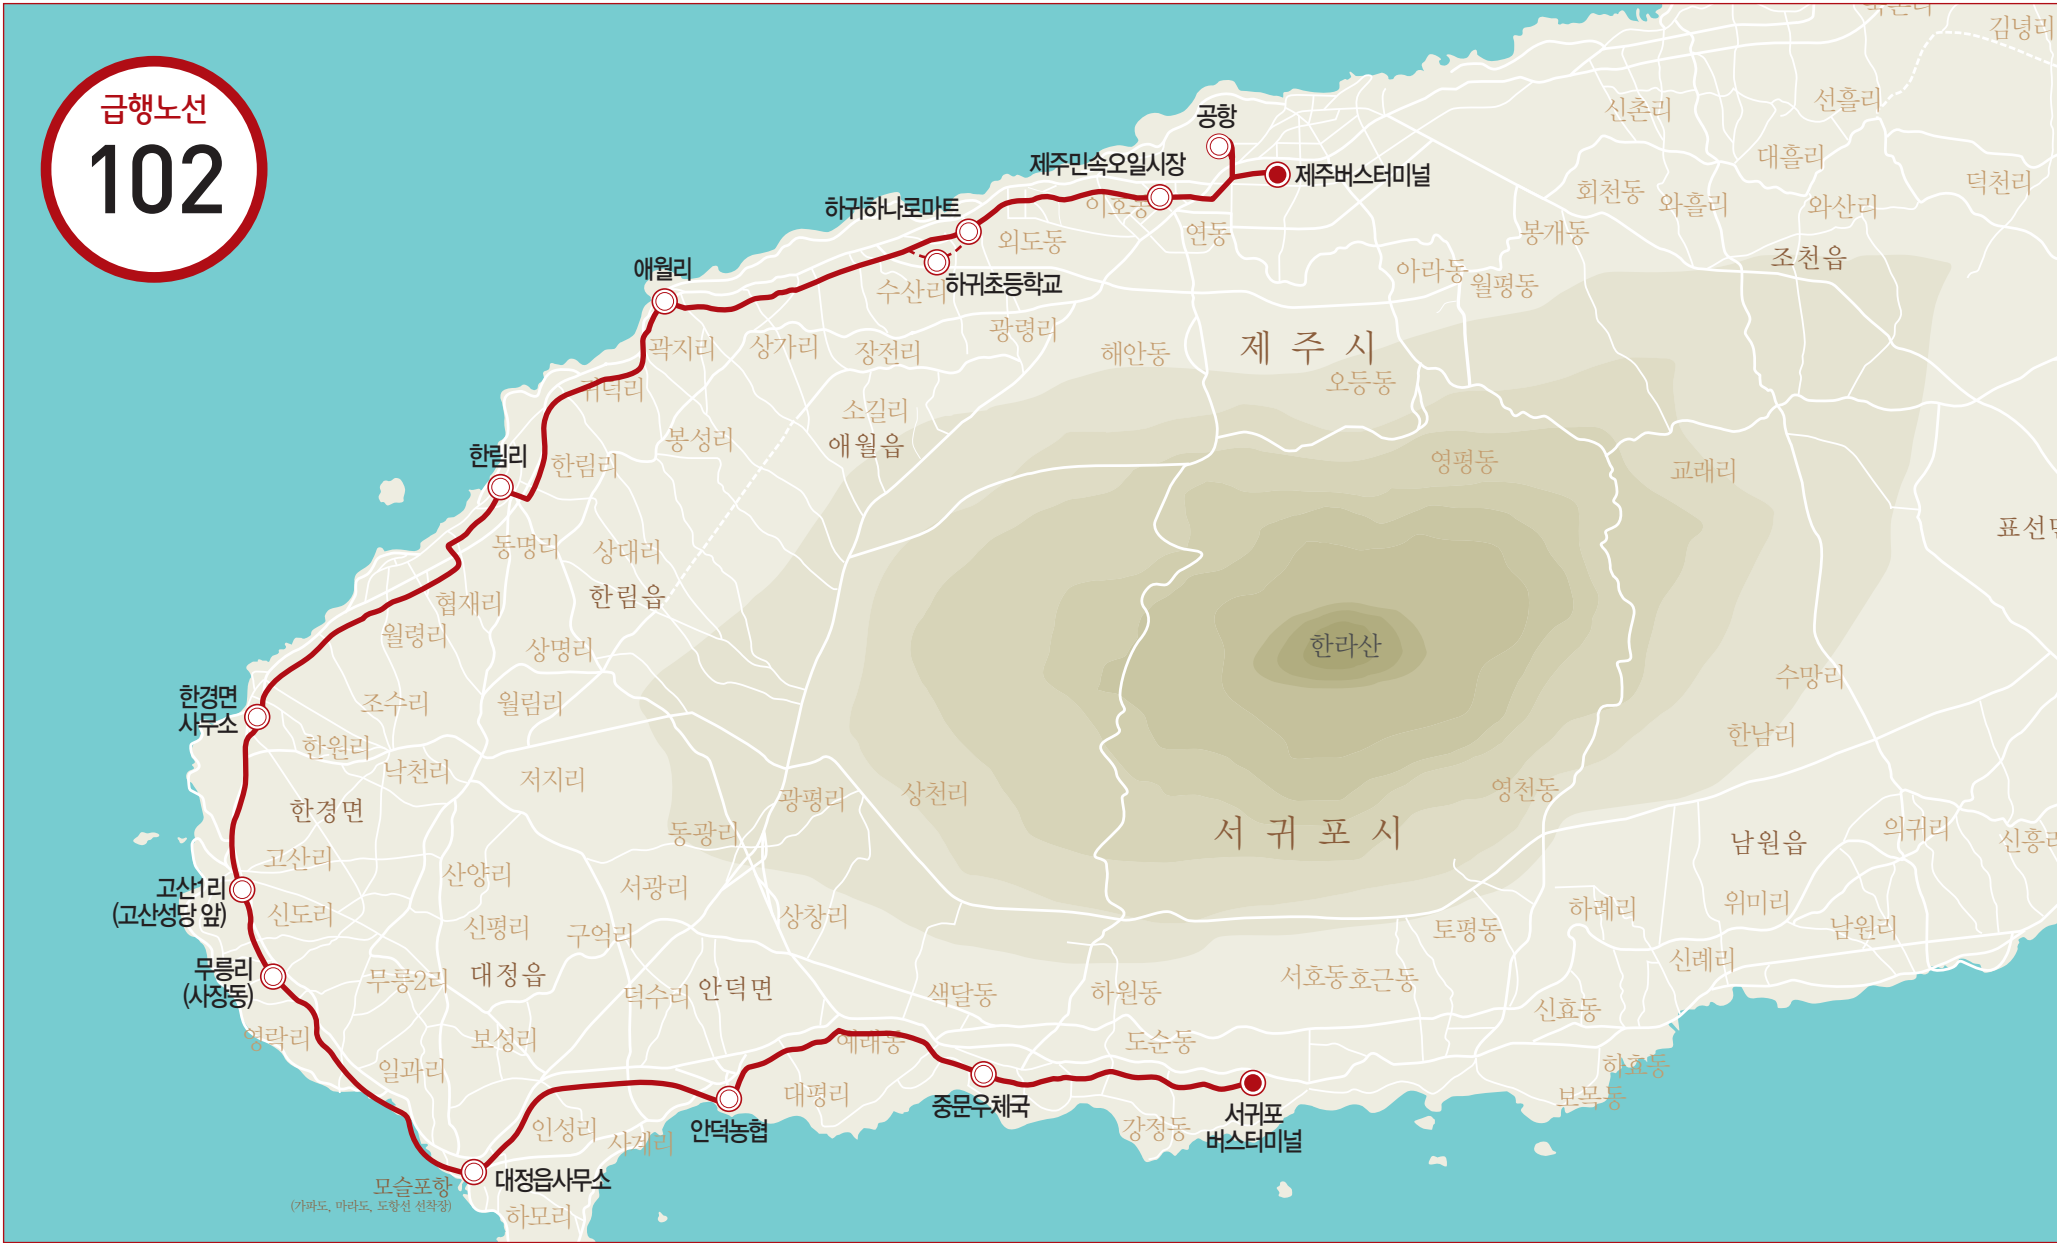 급행노선
102
김녕리
공항
신촌리
선흘리
대흘리
제주민속오일시장
제주버스터미널
하귀하나로마트
이호동
연동
회천동
와흘리
와산리
덕천리
봉개동
외도동
조천읍
애월리
하귀초등학교
수산리
아라동
월평동
곽지리
상가리
장전리
광령리
해안동
제 주 시
오등동
귀덕리
소길리
봉성리
애월읍
한림리
한림리
영평동
교래리
동명리
상대리
한림읍
협재리
월령리
상명리
한라산
수망리
한경면
사무소
조수리
월림리
한원리
낙천리
저지리
한남리
한경면
광평리
상천리
영천동
동광리
서 귀 포 시
남원읍
의귀리
고산리
고산1리
(고산성당 앞)
신도리
산양리
서광리
신평리
구억리
상창리
토평동
하례리
위미리
남원리
무릉리
(사장동)
무릉2리
대정읍
덕수리
안덕면
색달동
하원동
서호동
호근동
신례리
신효동
영락리
보성리
일과리
예래동
도순동
하효동
보목동
대평리
중문우체국
강정동
서귀포
버스터미널
인성리
사계리
안덕농협
대정읍사무소
모슬포항
(가파도, 마라도, 도항선 선착장)
하모리